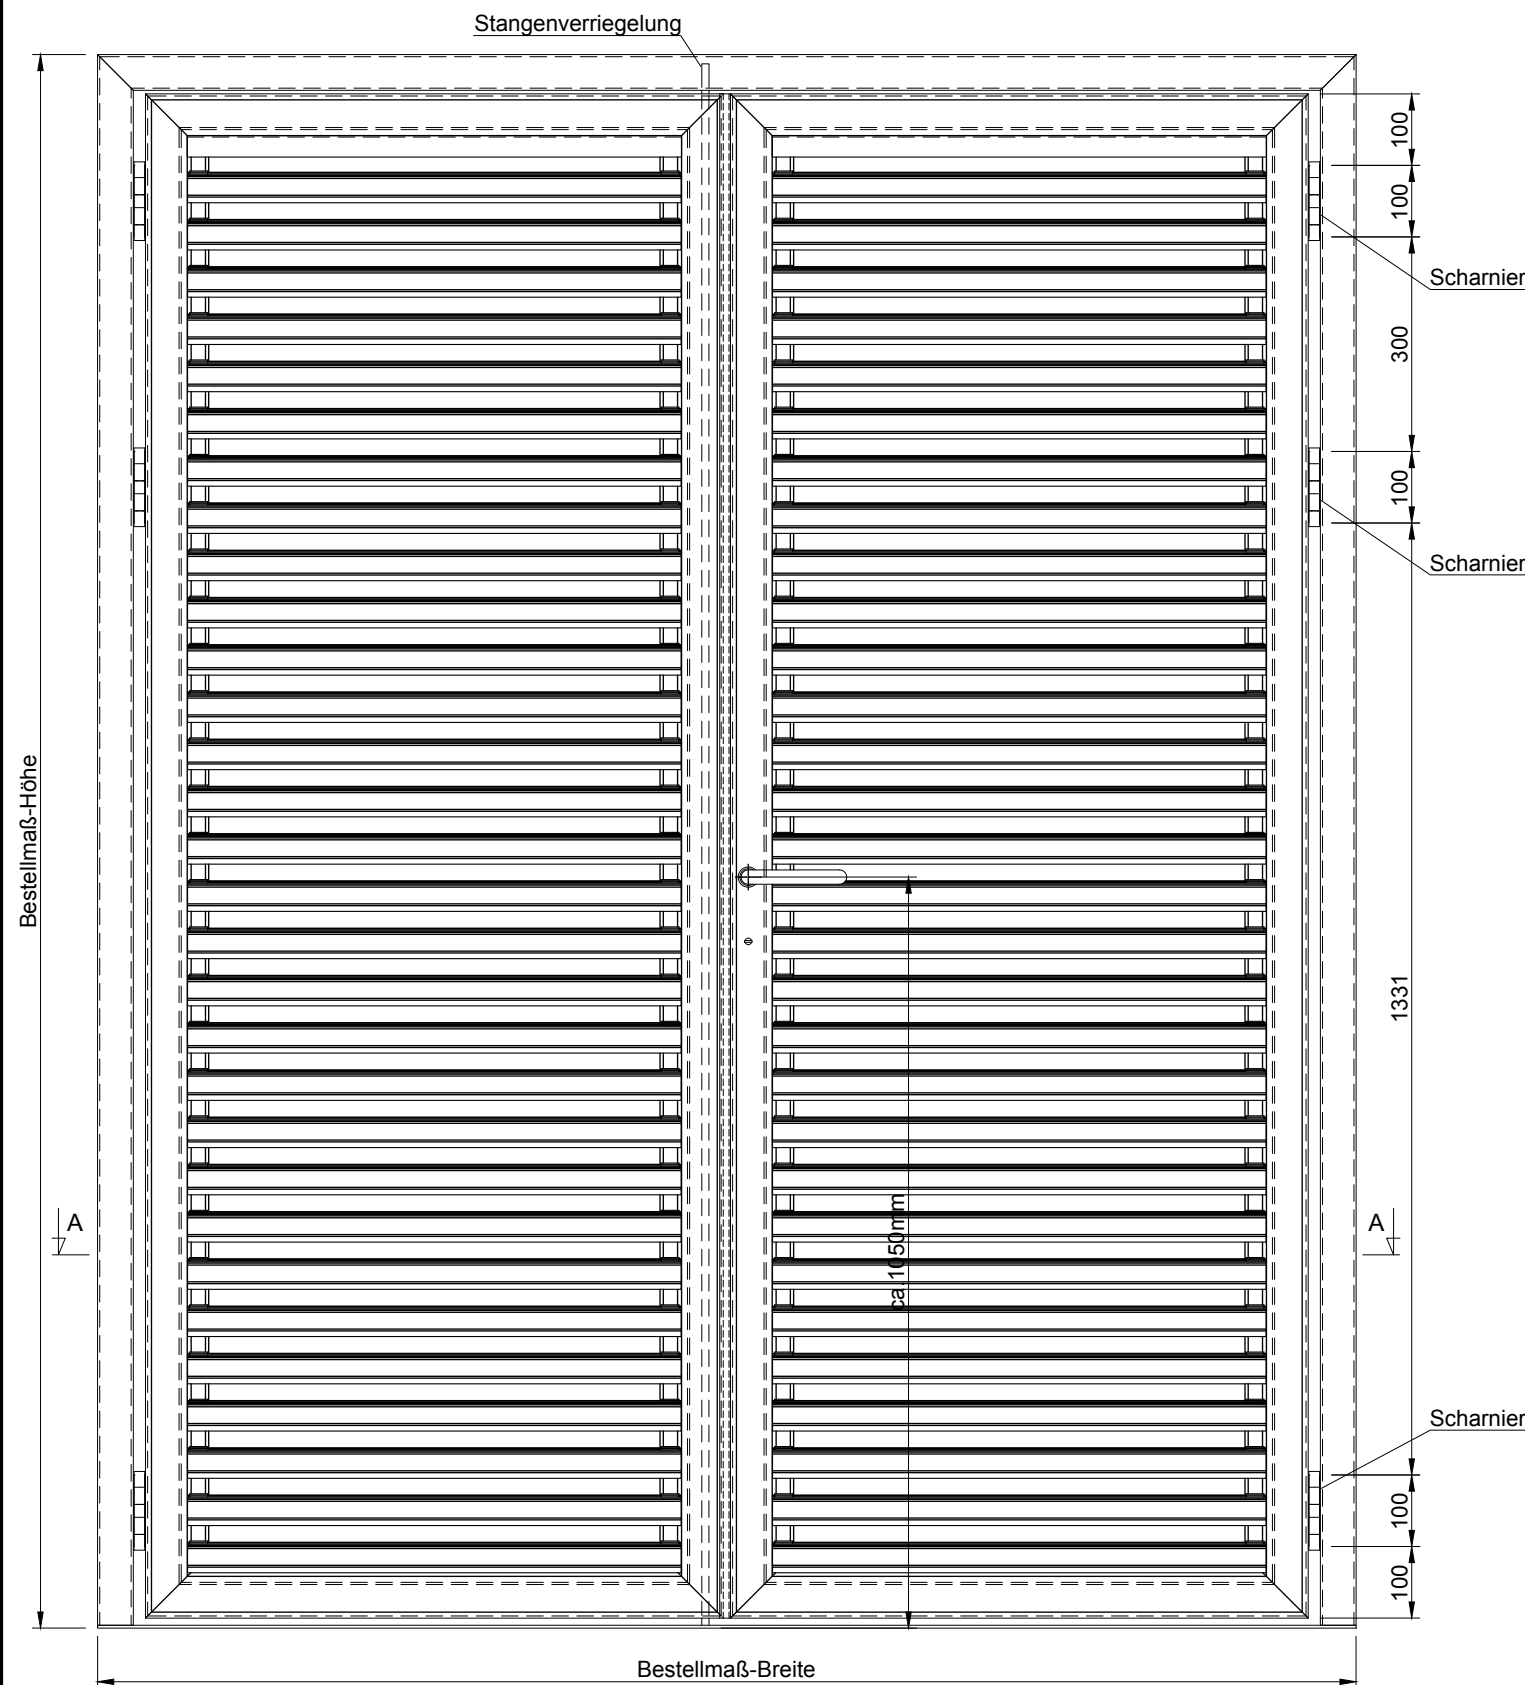 Stangenverriegelung
100
100
Scharnier
300
100
Scharnier
Bestellmaß-Höhe
1331
A
A
ca.1050mm
Scharnier
100
100
Bestellmaß-Breite